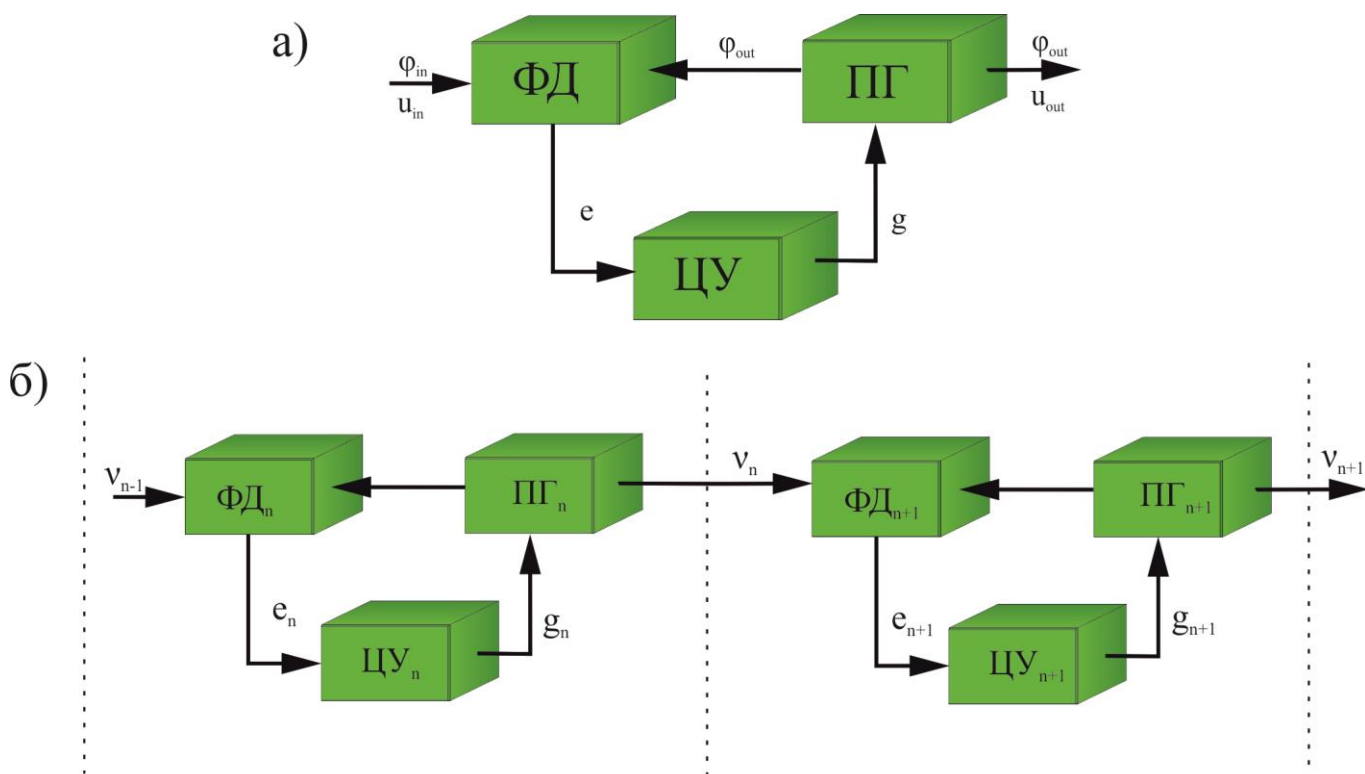 а)
φout
φout
φin
ФД
ПГ
uin
uout
e
g
ЦУ
б)
νn-1
ФДn
ПГn
νn
ФДn+1
ПГn+1
νn+1
en
gn
en+1
gn+1
ЦУn
ЦУn+1